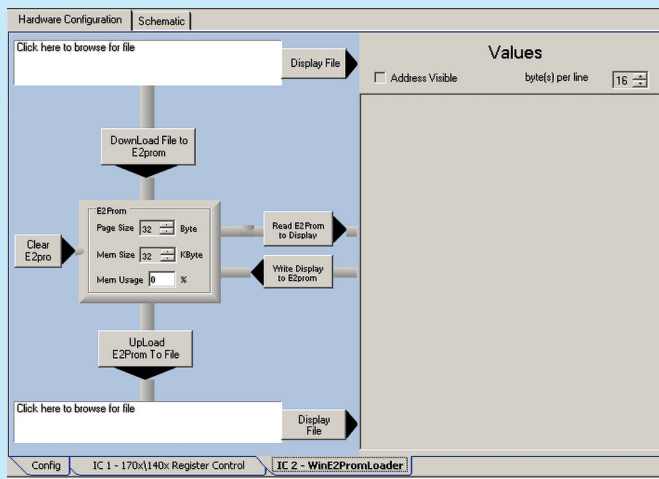 Hardware Configuration
Schematic
Click here to browse for file
Display File
Values
Address Visible
byte(s) per line
16
DownLoad File to
E2prom
E2Prom
Page Size 32 Byte
Mem Size 32 KByte
Mem Usage 0 %
Clear
E2pro
Read E2Prom
to Display
Write Display
to E2prom
UpLoad
E2Prom To File
Click here to browse for file
Display
File
Config
IC 1 - 170x\140x Register Control
IC 2 - WinE2PromLoader